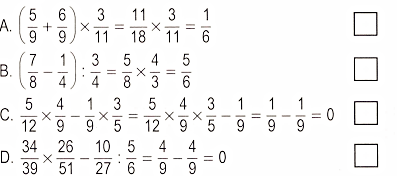 A. (5/9 + 6/9) × 3/11 = 11/18 × 3/11 = 1/6
B. (7/8 − 1/4) : 3/4 = 5/8 × 4/3 = 5/6
C. 5/12 × 4/9 − 1/9 × 3/5 = 5/12 × 4/9 × 3/5 − 1/9 = 1/9 − 1/9 = 0
D. 34/39 × 26/51 − 10/27 : 5/6 = 4/9 − 4/9 = 0